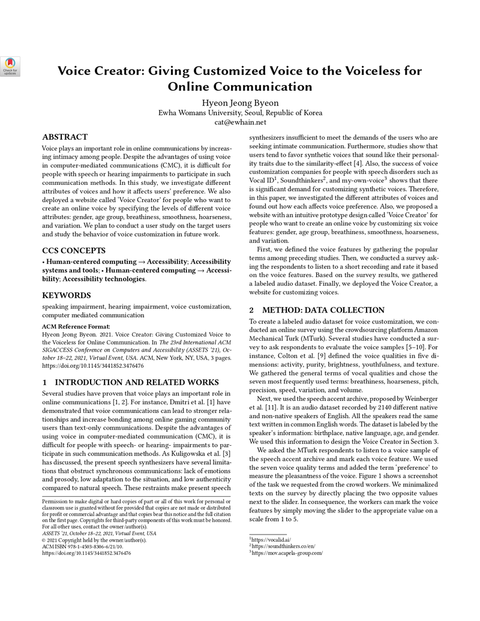 Voice Creator: Giving Customized Voice to the Voiceless for
Online Communication
Hyeon Jeong Byeon
Ewha Womans University, Seoul, Republic of Korea
cat@ewhain.net
ABSTRACT
Voice plays an important role in online communications by increas-
ing intimacy among people. Despite the advantages of using voice
in computer-mediated communications (CMC), it is difficult for
people with speech or hearing impairments to participate in such
communication methods. In this study, we investigate different
attributes of voices and how it affects users' preference. We also
deployed a website called 'Voice Creator' for people who want to
create an online voice by specifying the levels of different voice
attributes: gender, age group, breathiness, smoothness, hoarseness,
and variation. We plan to conduct a user study on the target users
and study the behavior of voice customization in future work.
CCS CONCEPTS
• Human-centered computing → Accessibility; Accessibility
systems and tools; • Human-centered computing → Accessi-
bility; Accessibility technologies.
KEYWORDS
speaking impairment, hearing impairment, voice customization,
computer mediated communication
ACM Reference Format:
Hyeon Jeong Byeon. 2021. Voice Creator: Giving Customized Voice to
the Voiceless for Online Communication. In The 23rd International ACM
SIGACCESS Conference on Computers and Accessibility (ASSETS '21), Oc-
tober 18–22, 2021, Virtual Event, USA. ACM, New York, NY, USA, 3 pages.
https://doi.org/10.1145/3441852.3476476
1 INTRODUCTION AND RELATED WORKS
Several studies have proven that voice plays an important role in
online communications [1, 2]. For instance, Dmitri et al. [1] have
demonstrated that voice communications can lead to stronger rela-
tionships and increase bonding among online gaming community
users than text-only communications. Despite the advantages of
using voice in computer-mediated communication (CMC), it is
difficult for people with speech- or hearing- impairments to par-
ticipate in such communication methods. As Kuligowska et al. [3]
has discussed, the present speech synthesizers have several limita-
tions that obstruct synchronous communications: lack of emotions
and prosody, low adaptation to the situation, and low authenticity
compared to natural speech. These restraints make present speech
Permission to make digital or hard copies of part or all of this work for personal or
classroom use is granted without fee provided that copies are not made or distributed
for profit or commercial advantage and that copies bear this notice and the full citation
on the first page. Copyrights for third-party components of this work must be honored.
For all other uses, contact the owner/author(s).
ASSETS '21, October 18–22, 2021, Virtual Event, USA
© 2021 Copyright held by the owner/author(s).
ACM ISBN 978-1-4503-8306-6/21/10.
https://doi.org/10.1145/3441852.3476476
synthesizers insufficient to meet the demands of the users who are
seeking intimate communication. Furthermore, studies show that
users tend to favor synthetic voices that sound like their personal-
ity traits due to the similarity-effect [4]. Also, the success of voice
customization companies for people with speech disorders such as
Vocal ID1, Soundthinkers2, and my-own-voice3 shows that there
is significant demand for customizing synthetic voices. Therefore,
in this paper, we investigated the different attributes of voices and
found out how each affects voice preference. Also, we proposed a
website with an intuitive prototype design called 'Voice Creator' for
people who want to create an online voice by customizing six voice
features: gender, age group, breathiness, smoothness, hoarseness,
and variation.
First, we defined the voice features by gathering the popular
terms among preceding studies. Then, we conducted a survey ask-
ing the respondents to listen to a short recording and rate it based
on the voice features. Based on the survey results, we gathered
a labeled audio dataset. Finally, we deployed the Voice Creator, a
website for customizing voices.
2 METHOD: DATA COLLECTION
To create a labeled audio dataset for voice customization, we con-
ducted an online survey using the crowdsourcing platform Amazon
Mechanical Turk (MTurk). Several studies have conducted a sur-
vey to ask respondents to evaluate the voice samples [5–10]. For
instance, Colton et al. [9] defined the voice qualities in five di-
mensions: activity, purity, brightness, youthfulness, and texture.
We gathered the general terms of vocal qualities and chose the
seven most frequently used terms: breathiness, hoarseness, pitch,
precision, speed, variation, and volume.
Next, we used the speech accent archive, proposed by Weinberger
et al. [11]. It is an audio dataset recorded by 2140 different native
and non-native speakers of English. All the speakers read the same
text written in common English words. The dataset is labeled by the
speaker's information: birthplace, native language, age, and gender.
We used this information to design the Voice Creator in Section 3.
We asked the MTurk respondents to listen to a voice sample of
the speech accent archive and mark each voice feature. We used
the seven voice quality terms and added the term 'preference' to
measure the pleasantness of the voice. Figure 1 shows a screenshot
of the task we requested from the crowd workers. We minimalized
texts on the survey by directly placing the two opposite values
next to the slider. In consequence, the workers can mark the voice
features by simply moving the slider to the appropriate value on a
scale from 1 to 5.
1https://vocalid.ai/
2https://soundthinkers.co/en/
3https://mov.acapela-group.com/